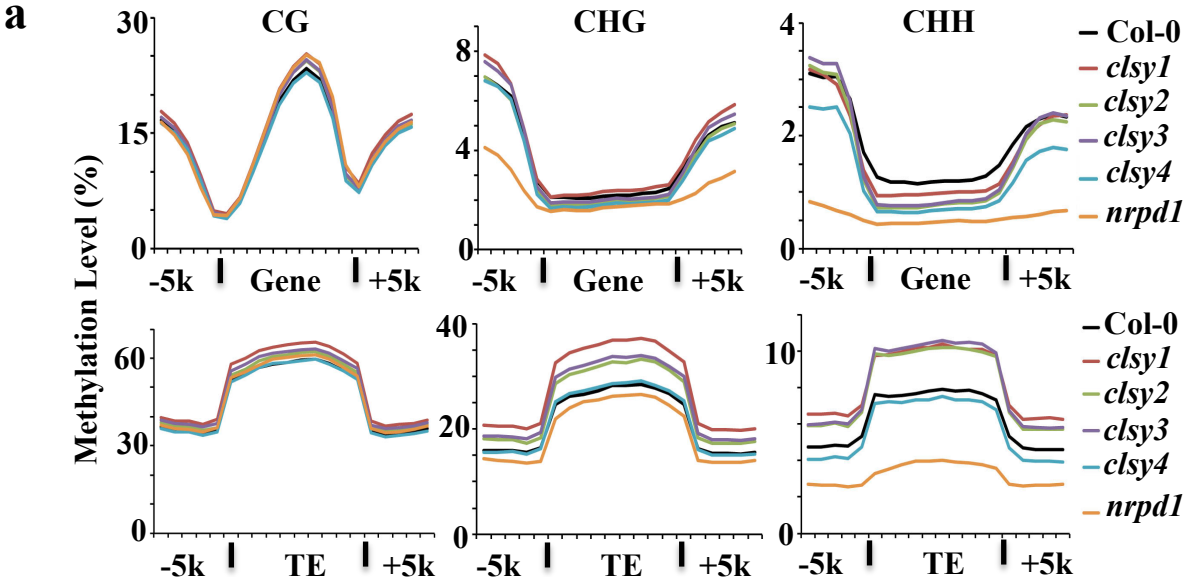 a
CG
CHG
CHH
Methylation Level (%)
30
15
0
-5k
Gene
+5k
8
4
0
-5k
Gene
+5k
4
2
0
-5k
Gene
+5k
Col-0
clsy1
clsy2
clsy3
clsy4
nrpd1
60
30
0
-5k
TE
+5k
40
20
0
-5k
TE
+5k
10
0
-5k
TE
+5k
Col-0
clsy1
clsy2
clsy3
clsy4
nrpd1